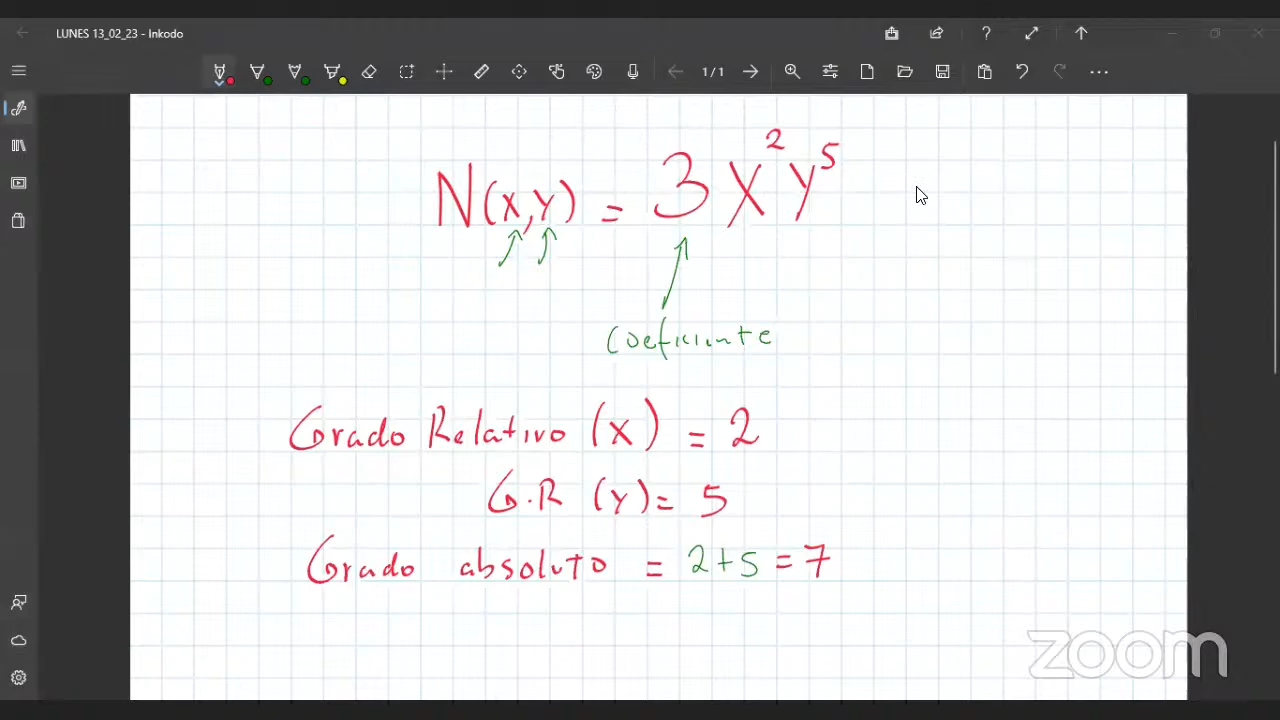 LUNES 13_02_23 - Inkodo
1/1
N(x,y) = 3x²y⁵
Coeficiente
Grado Relativo (x) = 2
G.R (y) = 5
Grado absoluto = 2+5 = 7
zoom